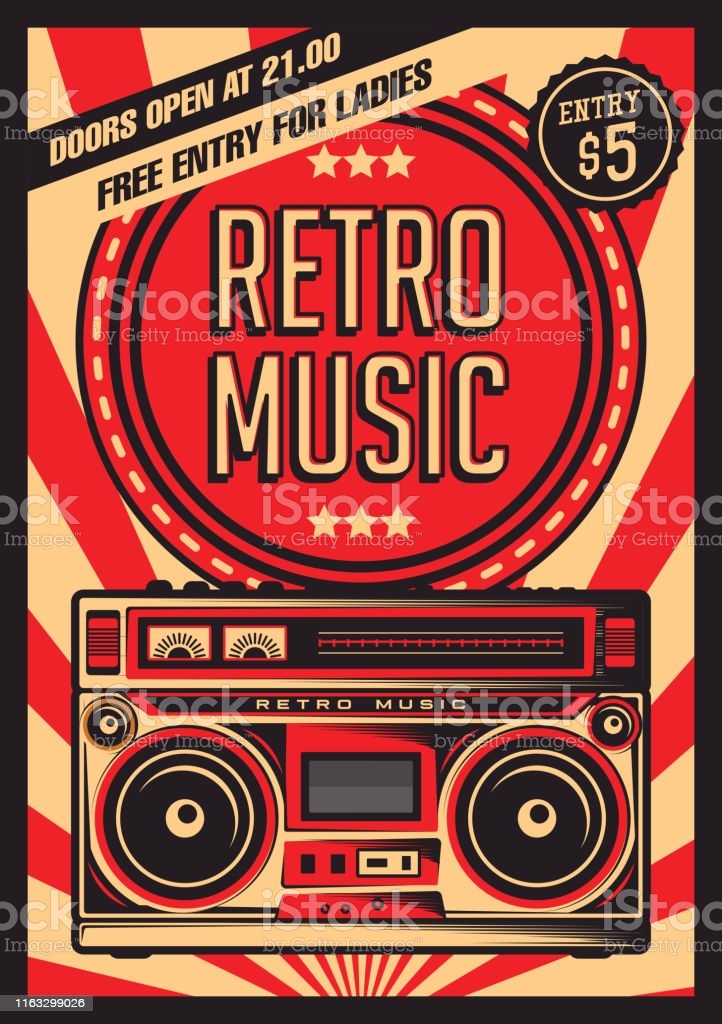 DOORS OPEN AT 21.00
FREE ENTRY FOR LADIES
ENTRY
$5
RETRO
MUSIC
RETRO MUSIC
iStock
by Getty Images™
1163299026